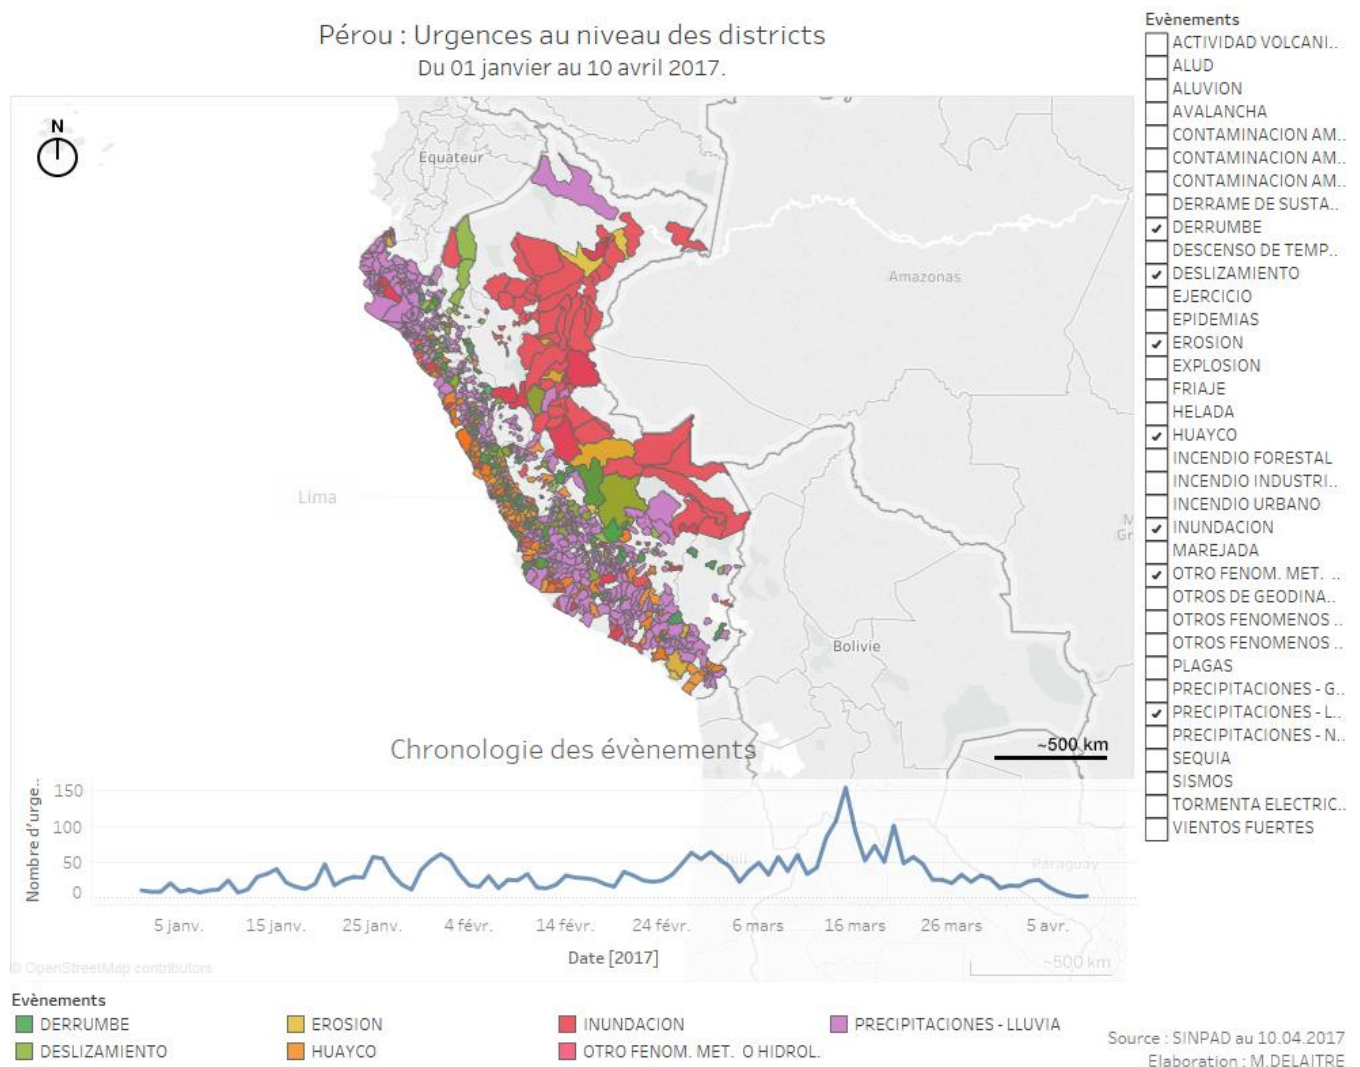 Pérou : Urgences au niveau des districts
Du 01 janvier au 10 avril 2017.
N
Equateur
Amazonas
Lima
Bolivie
~500 km
Chronologie des évènements
Nombre d'urge..
150
100
50
0
Paraguay
5 janv.
15 janv.
25 janv.
4 févr.
14 févr.
24 févr.
6 mars
16 mars
26 mars
5 avr.
Date [2017]
© OpenStreetMap contributors
~500 km
Evènements
ACTIVIDAD VOLCANI..
ALUD
ALUVION
AVALANCHA
CONTAMINACION AM..
CONTAMINACION AM..
CONTAMINACION AM..
DERRAME DE SUSTA..
DERRUMBE
DESCENSO DE TEMP..
DESLIZAMIENTO
EJERCICIO
EPIDEMIAS
EROSION
EXPLOSION
FRIAJE
HELADA
HUAYCO
INCENDIO FORESTAL
INCENDIO INDUSTRI..
INCENDIO URBANO
INUNDACION
MAREJADA
OTRO FENOM. MET. ..
OTROS DE GEODINA..
OTROS FENOMENOS ..
OTROS FENOMENOS ..
PLAGAS
PRECIPITACIONES - G..
PRECIPITACIONES - L..
PRECIPITACIONES - N..
SEQUIA
SISMOS
TORMENTA ELECTRIC..
VIENTOS FUERTES
Evènements
DERRUMBE
EROSION
INUNDACION
PRECIPITACIONES - LLUVIA
DESLIZAMIENTO
HUAYCO
OTRO FENOM. MET. O HIDROL.
Source : SINPAD au 10.04.2017
Elaboration : M.DELAITRE